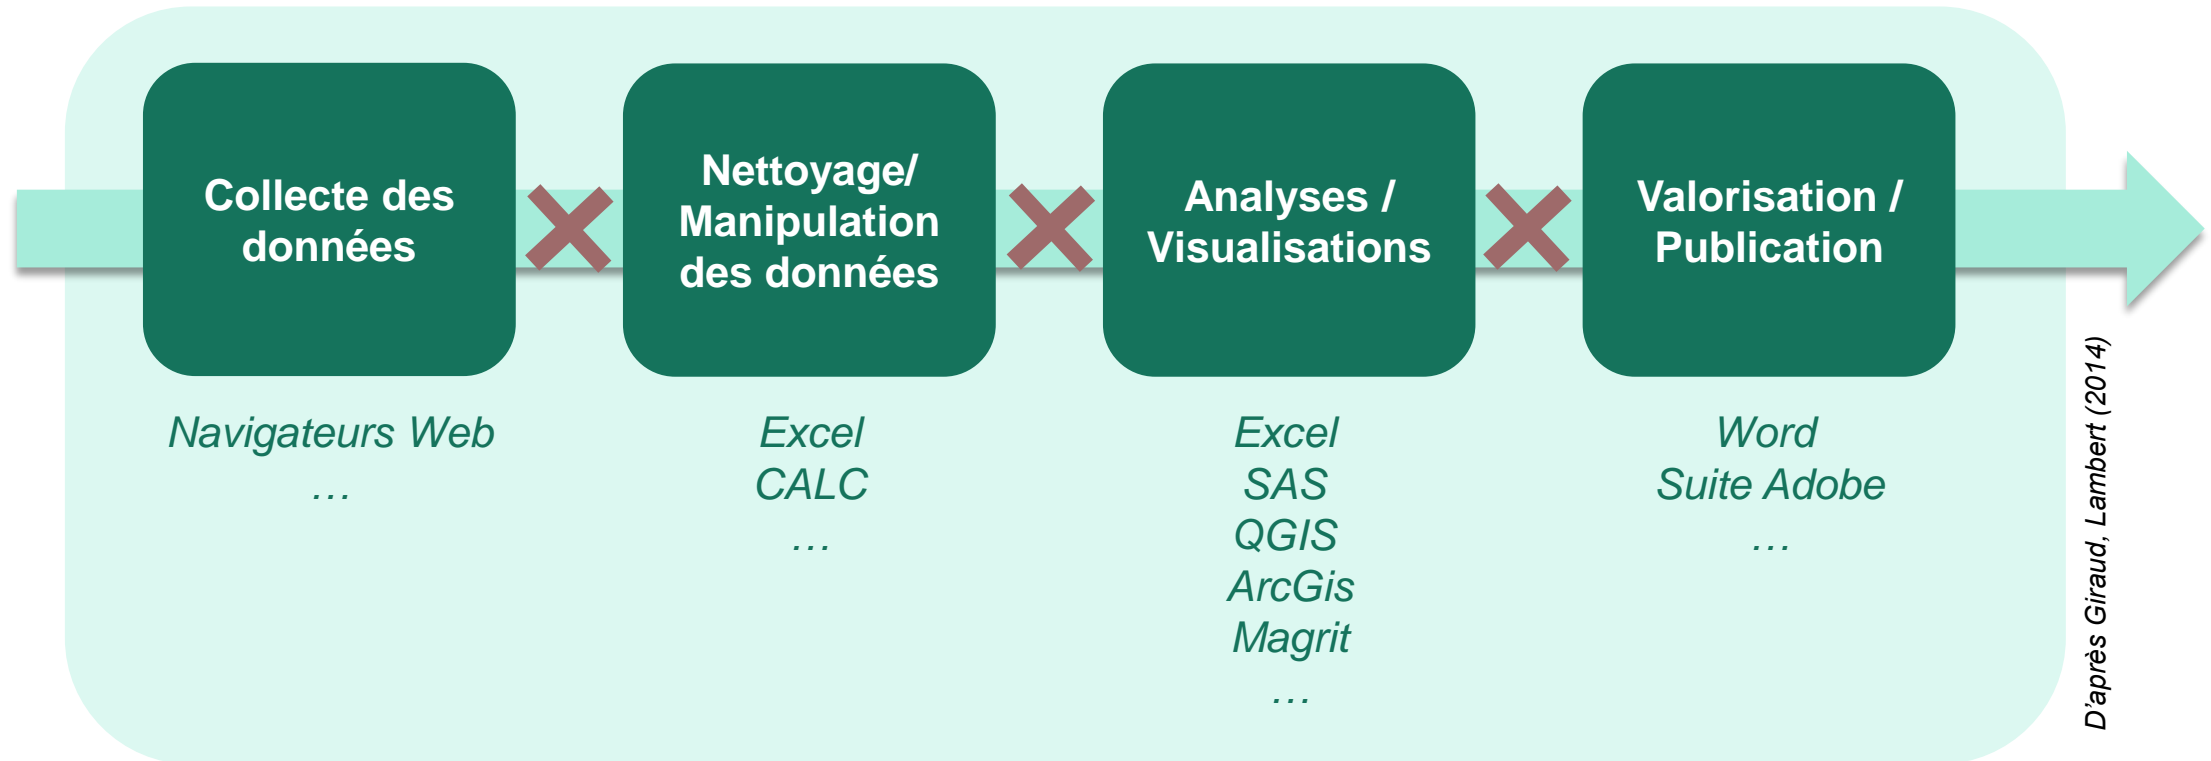 Collecte des
données
Nettoyage/
Manipulation
des données
Analyses /
Visualisations
Valorisation /
Publication
Navigateurs Web
…
Excel
CALC
…
Excel
SAS
QGIS
ArcGis
Magrit
…
Word
Suite Adobe
…
D'après Giraud, Lambert (2014)